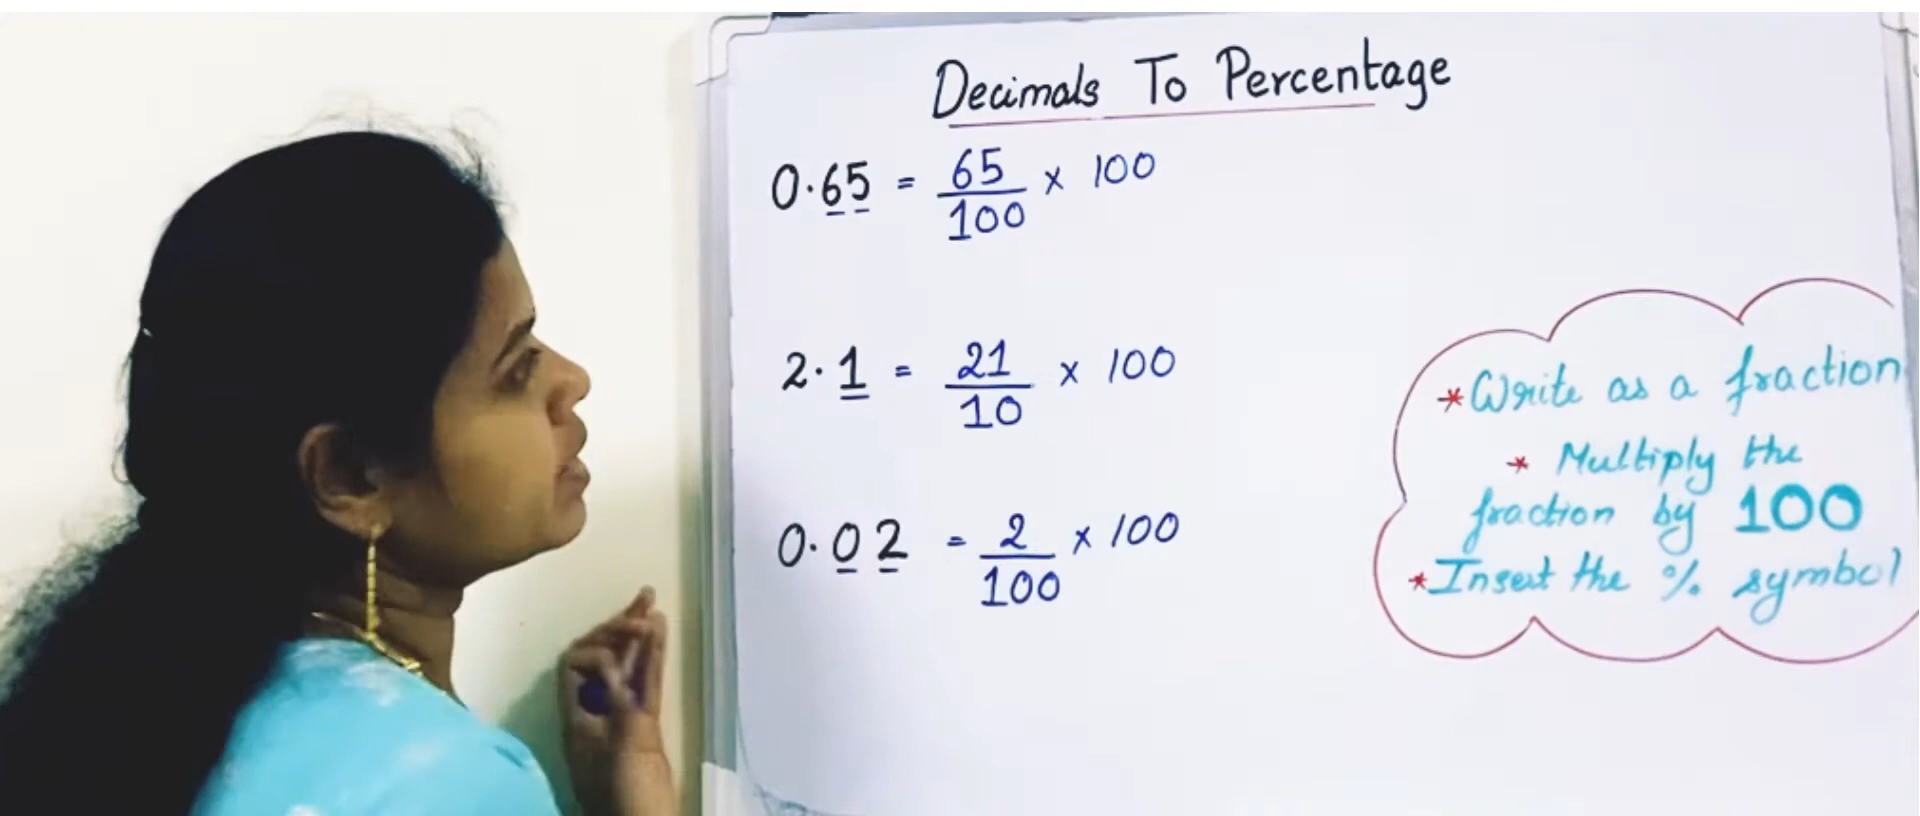 Decimals To Percentage
0.65 = 65/100 x 100
2.1 = 21/10 x 100
0.02 = 2/100 x 100
*Write as a fraction
* Multiply the
fraction by 100
*Insert the % symbol